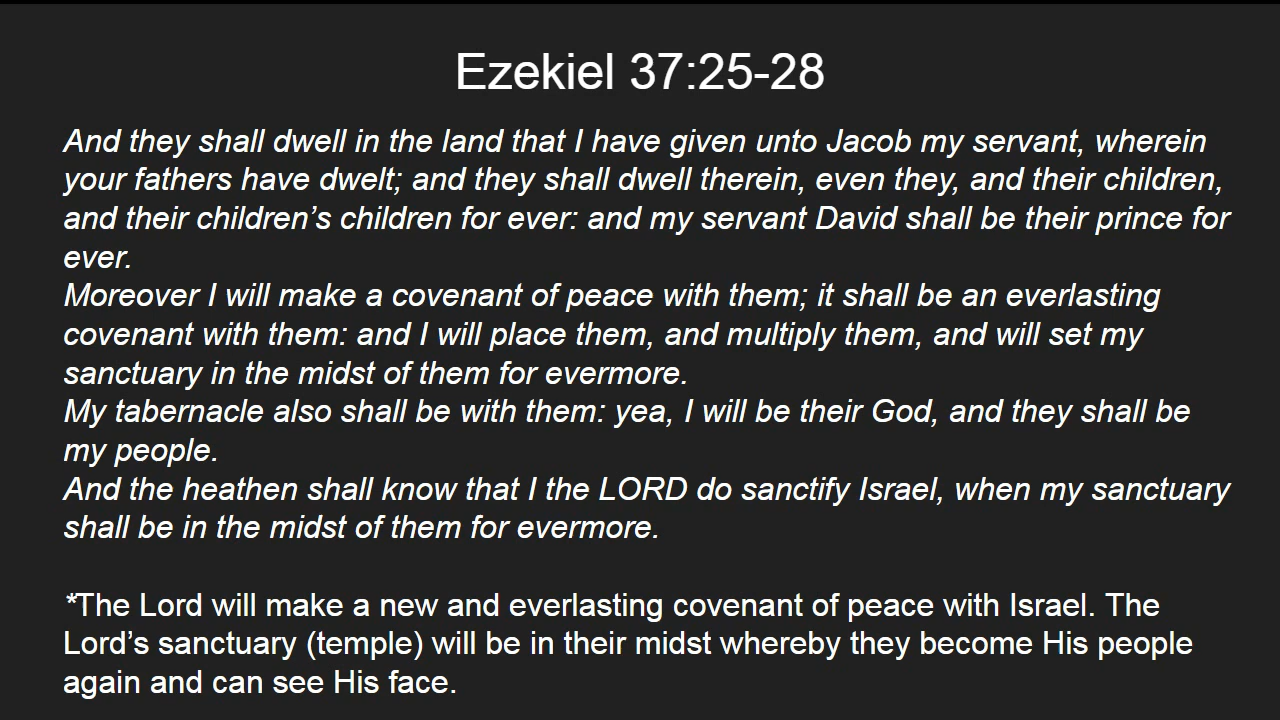 Ezekiel 37:25-28
And they shall dwell in the land that I have given unto Jacob my servant, wherein
your fathers have dwelt; and they shall dwell therein, even they, and their children,
and their children’s children for ever: and my servant David shall be their prince for
ever.
Moreover I will make a covenant of peace with them; it shall be an everlasting
covenant with them: and I will place them, and multiply them, and will set my
sanctuary in the midst of them for evermore.
My tabernacle also shall be with them: yea, I will be their God, and they shall be
my people.
And the heathen shall know that I the LORD do sanctify Israel, when my sanctuary
shall be in the midst of them for evermore.
*The Lord will make a new and everlasting covenant of peace with Israel. The
Lord’s sanctuary (temple) will be in their midst whereby they become His people
again and can see His face.